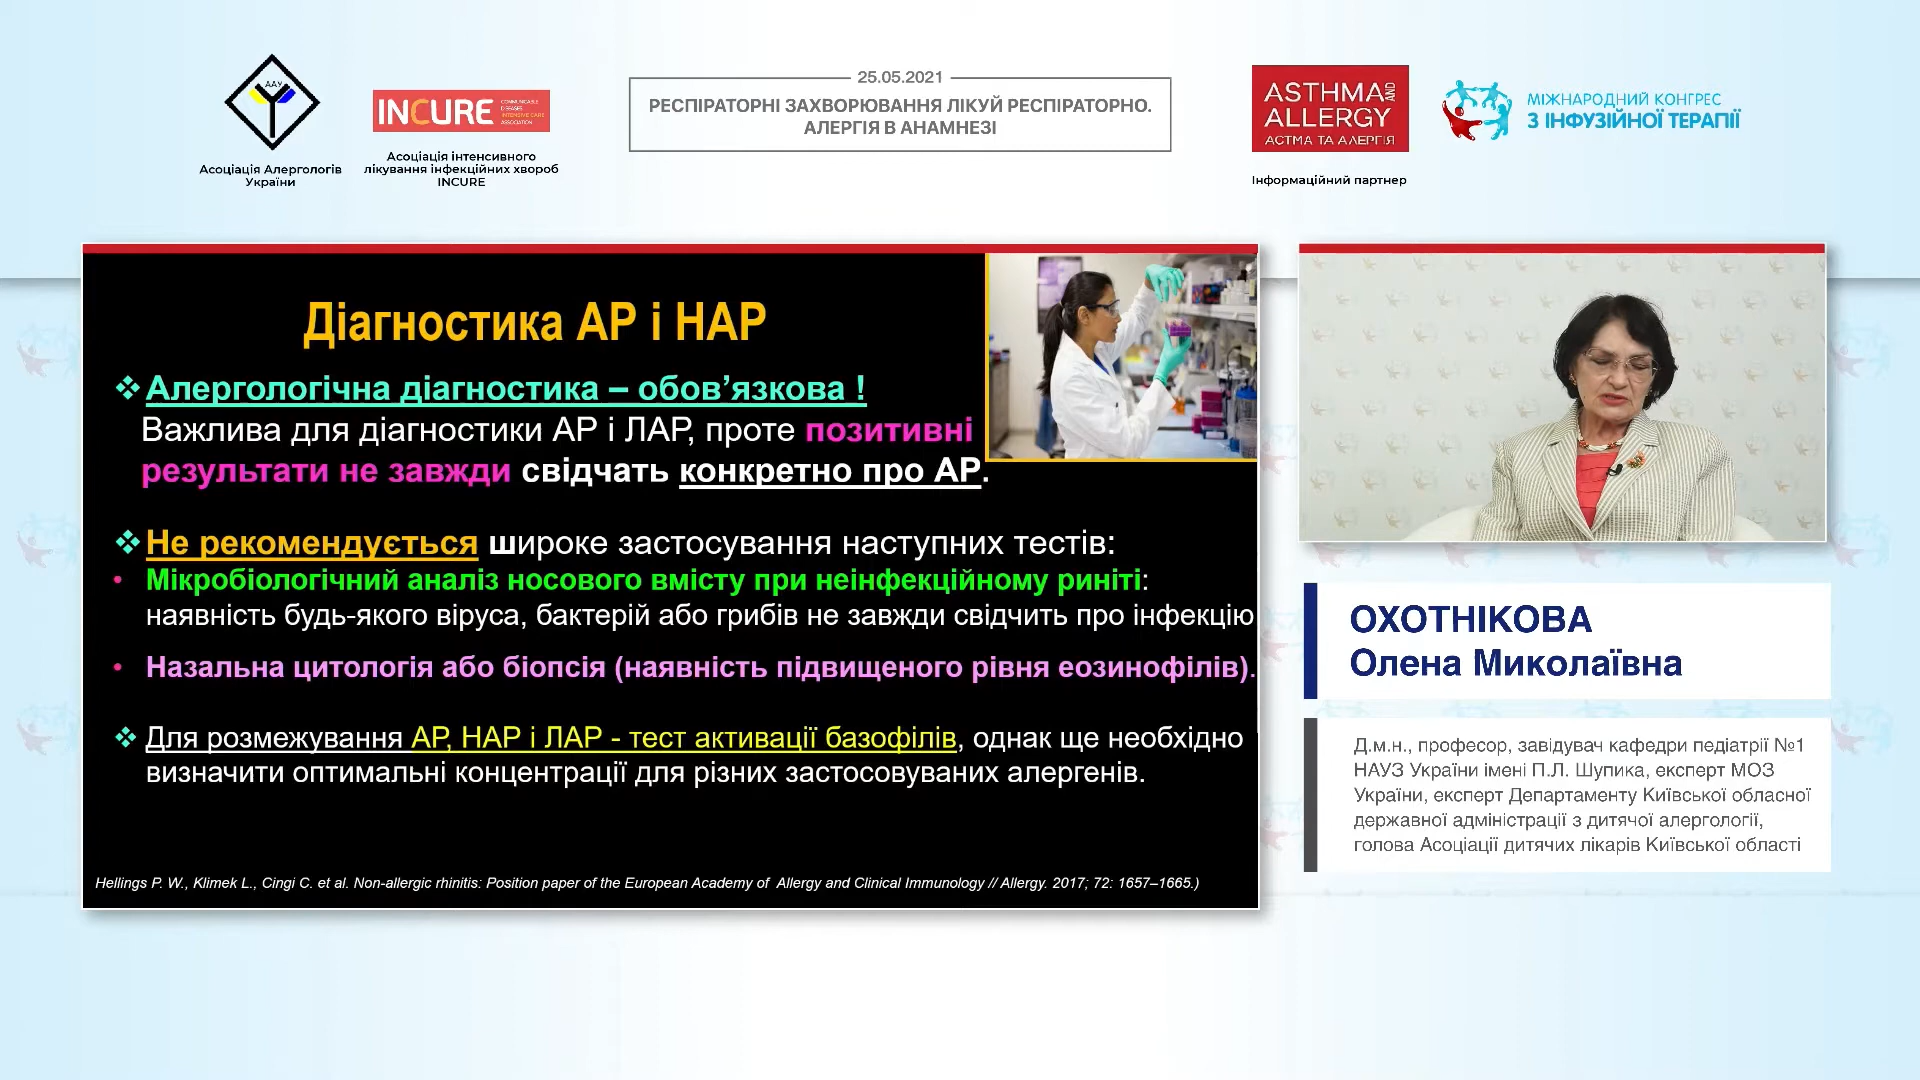 ААУ
Асоціація Алергологів
України
INCURE
COMMUNICABLE
DISEASES
INTENSIVE CARE
ASSOCIATION
Асоціація інтенсивного
лікування інфекційних хвороб
INCURE
25.05.2021
РЕСПІРАТОРНІ ЗАХВОРЮВАННЯ ЛІКУЙ РЕСПІРАТОРНО.
АЛЕРГІЯ В АНАМНЕЗІ
ASTHMA AND
ALLERGY
АСТМА ТА АЛЕРГІЯ
Інформаційний партнер
МІЖНАРОДНИЙ КОНГРЕС
З ІНФУЗІЙНОЇ ТЕРАПІЇ
Діагностика АР і НАР
❖Алергологічна діагностика – обов’язкова !
Важлива для діагностики АР і ЛАР, проте позитивні
результати не завжди свідчать конкретно про АР.
❖Не рекомендується широке застосування наступних тестів:
• Мікробіологічний аналіз носового вмісту при неінфекційному риніті:
наявність будь-якого віруса, бактерій або грибів не завжди свідчить про інфекцію
• Назальна цитологія або біопсія (наявність підвищеного рівня еозинофілів).
❖ Для розмежування АР, НАР і ЛАР - тест активації базофілів, однак ще необхідно
визначити оптимальні концентрації для різних застосовуваних алергенів.
Hellings P. W., Klimek L., Cingi C. et al. Non-allergic rhinitis: Position paper of the European Academy of Allergy and Clinical Immunology // Allergy. 2017; 72: 1657–1665.)
ОХОТНІКОВА
Олена Миколаївна
Д.м.н., професор, завідувач кафедри педіатрії №1
НАУЗ України імені П.Л. Шупика, експерт МОЗ
України, експерт Департаменту Київської обласної
державної адміністрації з дитячої алергології,
голова Асоціації дитячих лікарів Київської області